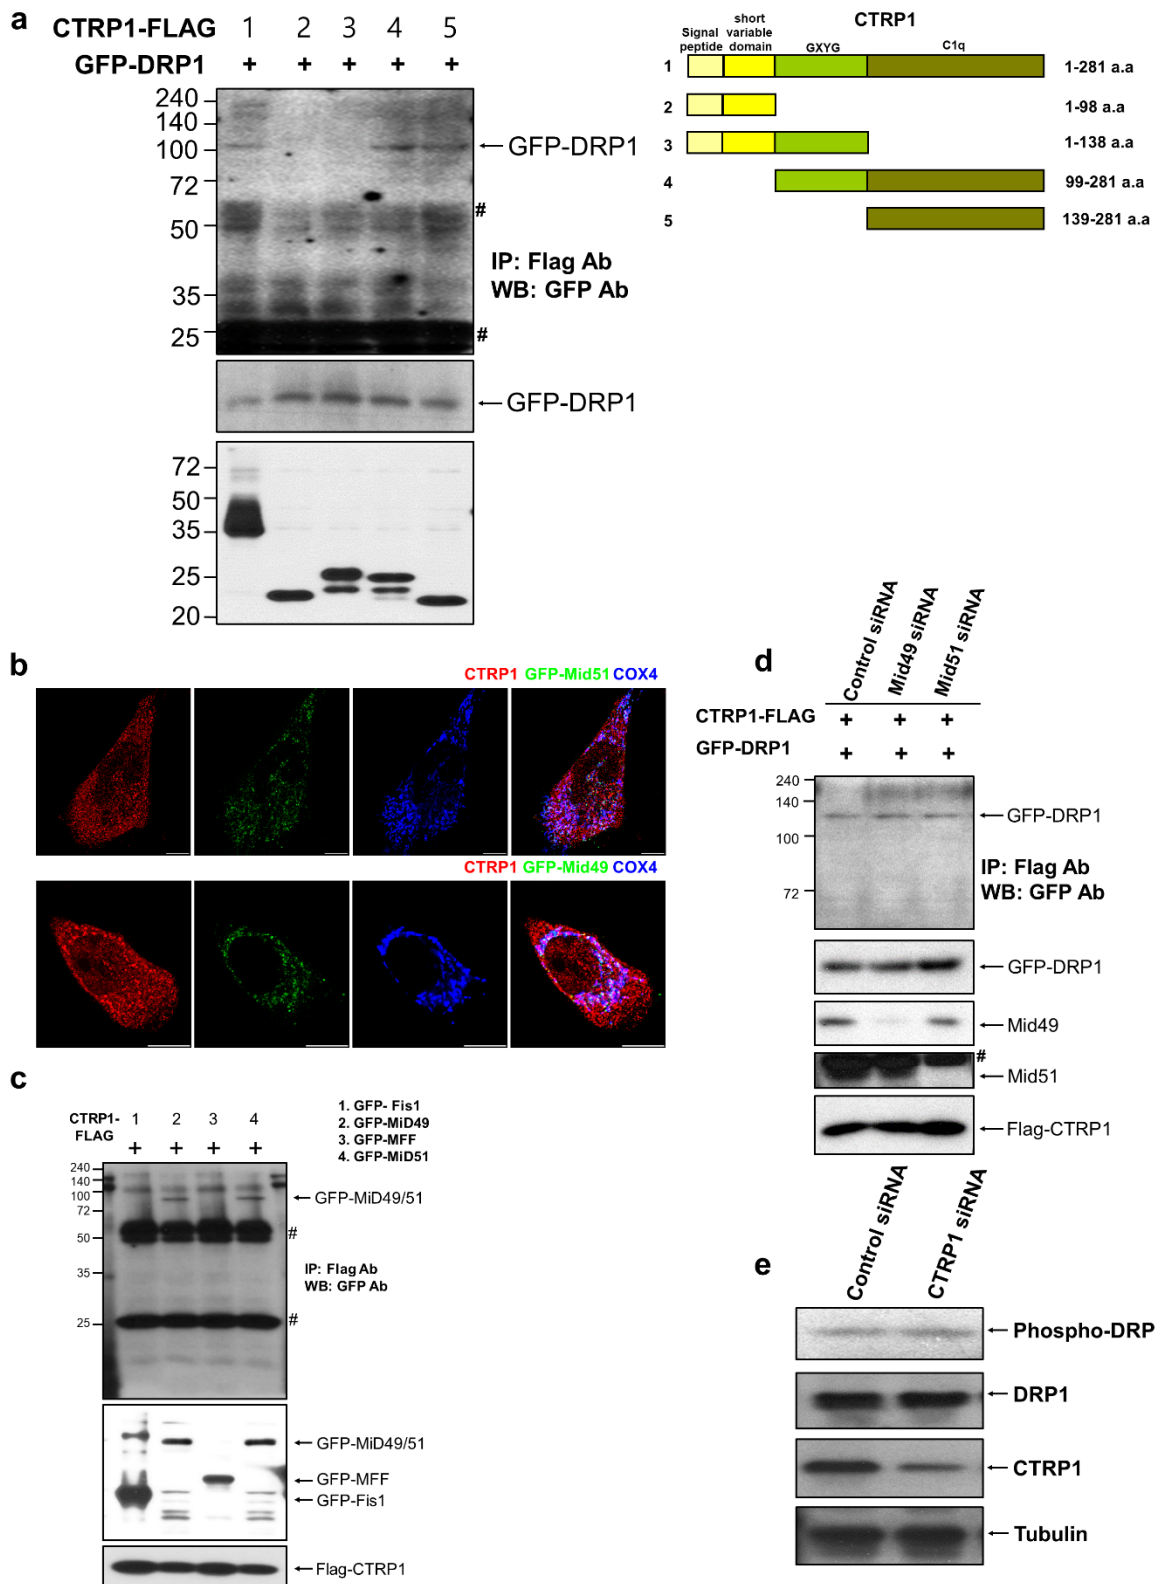 a
CTRP1-FLAG 1 2 3 4 5
GFP-DRP1 + + + + +
240
140
100
72
50
35
25
GFP-DRP1
#
IP: Flag Ab
WB: GFP Ab
#
GFP-DRP1
72
50
35
25
20
CTRP1
Signal peptide
short variable domain
GXYG
C1q
1 1-281 a.a
2 1-98 a.a
3 1-138 a.a
4 99-281 a.a
5 139-281 a.a
b
CTRP1 GFP-Mid51 COX4
CTRP1 GFP-Mid49 COX4
c
CTRP1-FLAG
1 2 3 4
+ + + +
1. GFP- Fis1
2. GFP-MiD49
3. GFP-MFF
4. GFP-MiD51
240
140
100
72
50
35
25
GFP-MiD49/51
#
IP: Flag Ab
WB: GFP Ab
#
GFP-MiD49/51
GFP-MFF
GFP-Fis1
Flag-CTRP1
d
Control siRNA
Mid49 siRNA
Mid51 siRNA
CTRP1-FLAG + + +
GFP-DRP1 + + +
240
140
100
72
GFP-DRP1
IP: Flag Ab
WB: GFP Ab
GFP-DRP1
Mid49
#
Mid51
Flag-CTRP1
e
Control siRNA
CTRP1 siRNA
Phospho-DRP
DRP1
CTRP1
Tubulin